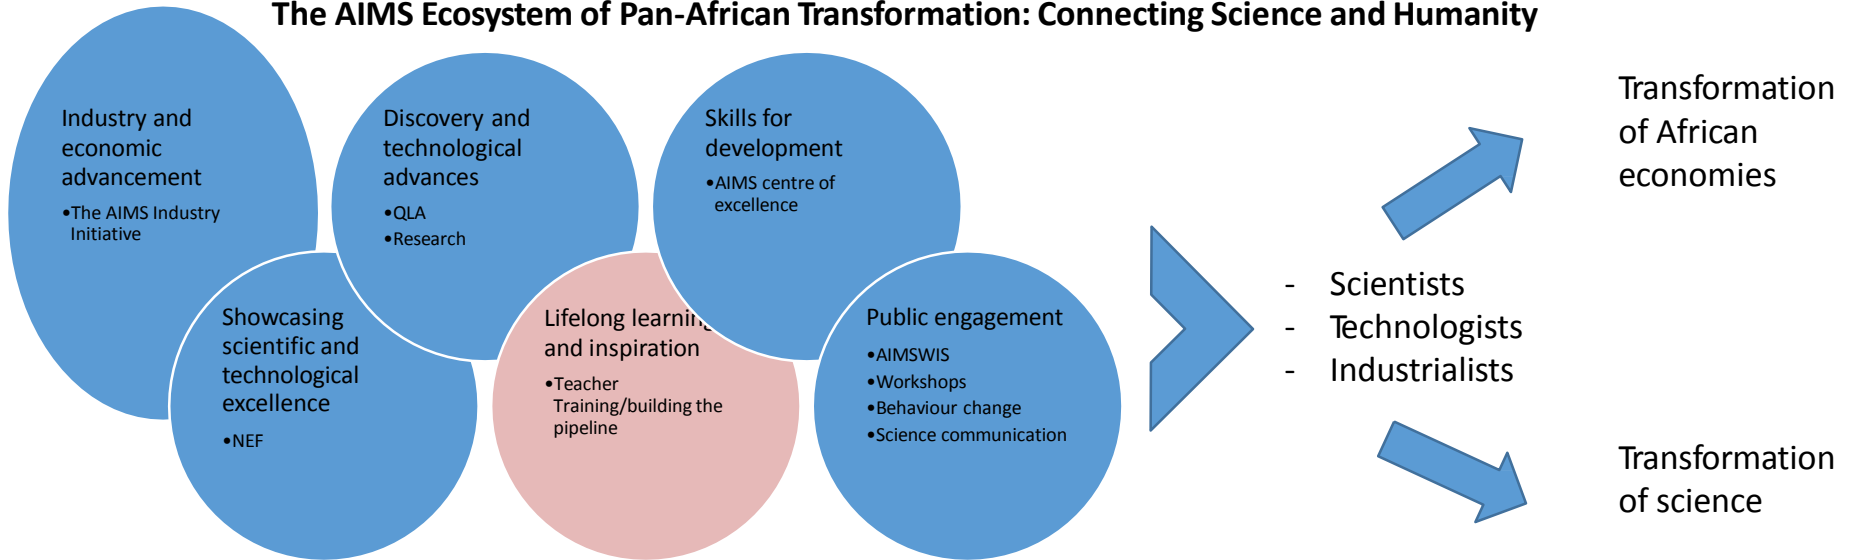 The AIMS Ecosystem of Pan-African Transformation: Connecting Science and Humanity
Industry and
economic
advancement
•The AIMS Industry
Initiative
Showcasing
scientific and
technological
excellence
•NEF
Discovery and
technological
advances
•QLA
•Research
Lifelong learning
and inspiration
•Teacher
Training/building the
pipeline
Skills for
development
•AIMS centre of
excellence
Public engagement
•AIMSWIS
•Workshops
•Behaviour change
•Science communication
- Scientists
- Technologists
- Industrialists
Transformation
of African
economies
Transformation
of science